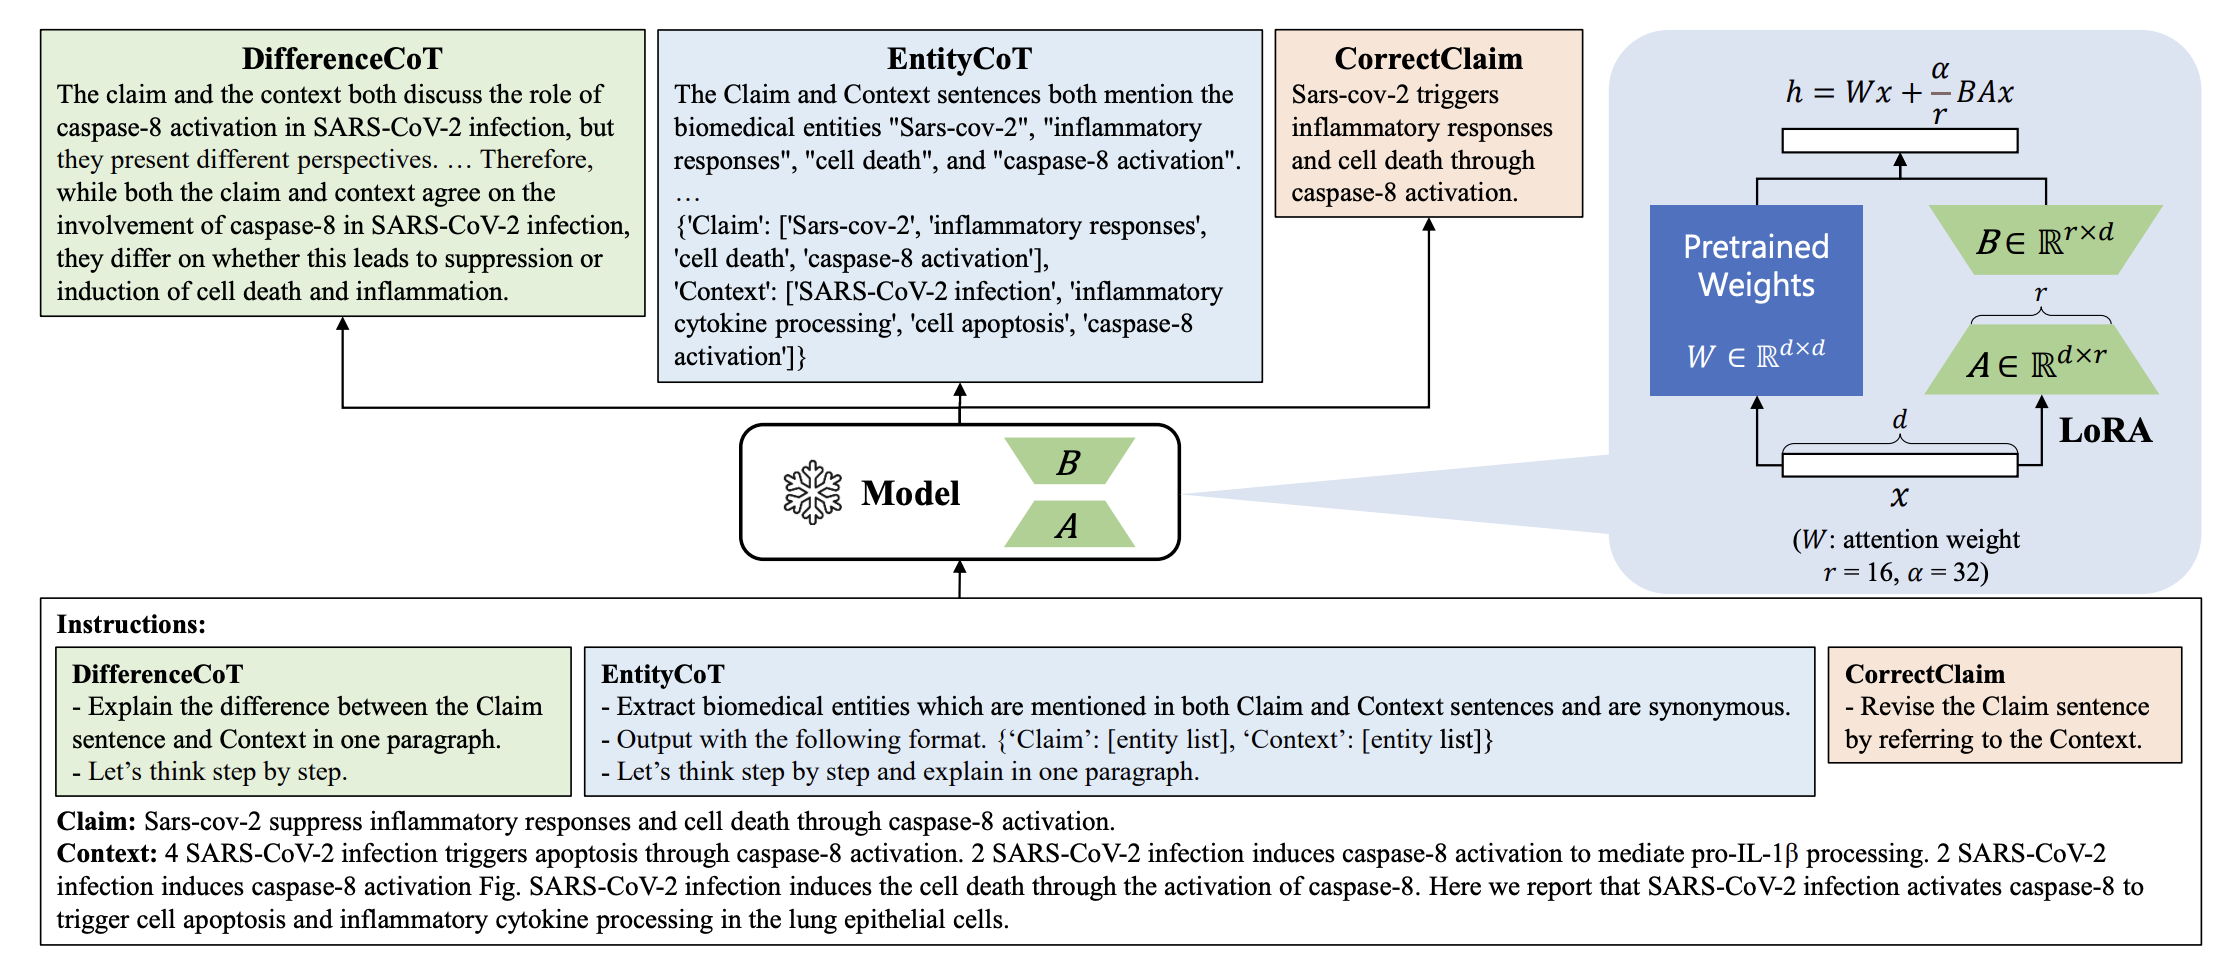 DifferenceCoT
The claim and the context both discuss the role of
caspase-8 activation in SARS-CoV-2 infection, but
they present different perspectives. … Therefore,
while both the claim and context agree on the
involvement of caspase-8 in SARS-CoV-2 infection,
they differ on whether this leads to suppression or
induction of cell death and inflammation.
EntityCoT
The Claim and Context sentences both mention the
biomedical entities "Sars-cov-2", "inflammatory
responses", "cell death", and "caspase-8 activation".
…
{'Claim': ['Sars-cov-2', 'inflammatory responses',
'cell death', 'caspase-8 activation'],
'Context': ['SARS-CoV-2 infection', 'inflammatory
cytokine processing', 'cell apoptosis', 'caspase-8
activation']}
CorrectClaim
Sars-cov-2 triggers
inflammatory responses
and cell death through
caspase-8 activation.
h = Wx + α/r BAx
Pretrained
Weights
W ∈ ℝ^{d×d}
B ∈ ℝ^{r×d}
r
A ∈ ℝ^{d×r}
LoRA
d
x
(W: attention weight
r = 16, α = 32)
Model
B
A
Instructions:
DifferenceCoT
- Explain the difference between the Claim
sentence and Context in one paragraph.
- Let’s think step by step.
EntityCoT
- Extract biomedical entities which are mentioned in both Claim and Context sentences and are synonymous.
- Output with the following format. {‘Claim’: [entity list], ‘Context’: [entity list]}
- Let’s think step by step and explain in one paragraph.
CorrectClaim
- Revise the Claim sentence
by referring to the Context.
Claim: Sars-cov-2 suppress inflammatory responses and cell death through caspase-8 activation.
Context: 4 SARS-CoV-2 infection triggers apoptosis through caspase-8 activation. 2 SARS-CoV-2 infection induces caspase-8 activation to mediate pro-IL-1β processing. 2 SARS-CoV-2
infection induces caspase-8 activation Fig. SARS-CoV-2 infection induces the cell death through the activation of caspase-8. Here we report that SARS-CoV-2 infection activates caspase-8 to
trigger cell apoptosis and inflammatory cytokine processing in the lung epithelial cells.